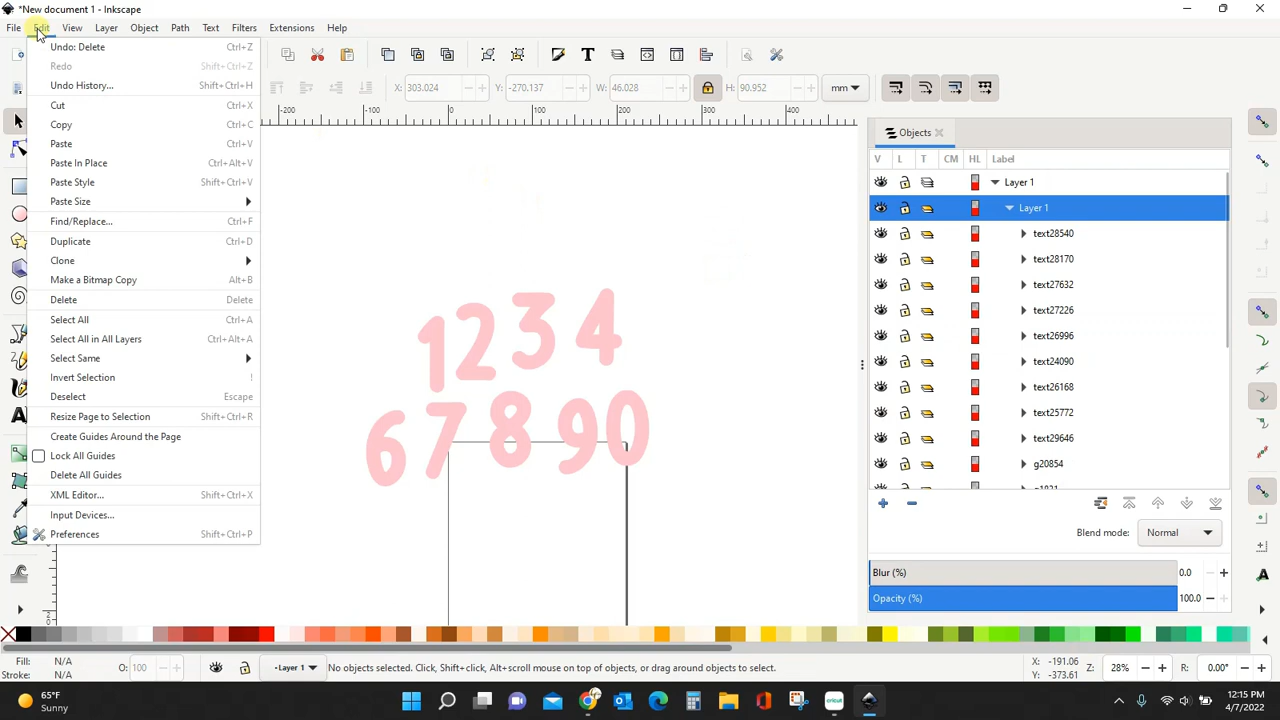 *New document 1 - Inkscape
File Edit View Layer Object Path Text Filters Extensions Help
Undo: Delete Ctrl+Z
Redo Shift+Ctrl+Z
Undo History... Shift+Ctrl+H
Cut Ctrl+X
Copy Ctrl+C
Paste Ctrl+V
Paste In Place Ctrl+Alt+V
Paste Style Shift+Ctrl+V
Paste Size
Find/Replace... Ctrl+F
Duplicate Ctrl+D
Clone
Make a Bitmap Copy Alt+B
Delete Delete
Select All Ctrl+A
Select All in All Layers Ctrl+Alt+A
Select Same
Invert Selection !
Deselect Escape
Resize Page to Selection Shift+Ctrl+R
Create Guides Around the Page
Lock All Guides
Delete All Guides
XML Editor... Shift+Ctrl+X
Input Devices...
Preferences Shift+Ctrl+P
X: 303.024 Y: -270.137 W: 46.028 H: 90.952 mm
-200 -100 0 100 200 300 400
1234
67890
Objects
V L T CM HL Label
Layer 1
Layer 1
text28540
text28170
text27632
text27226
text26996
text24090
text26168
text25772
text29646
g20854
Blend mode: Normal
Blur (%) 0.0
Opacity (%) 100.0
Fill: N/A
Stroke: N/A
O: 100
Layer 1
No objects selected. Click, Shift+click, Alt+scroll mouse on top of objects, or drag around objects to select.
X: -191.06
Y: -373.61
Z: 28% R: 0.00°
65°F
Sunny
cricut
12:15 PM
4/7/2022